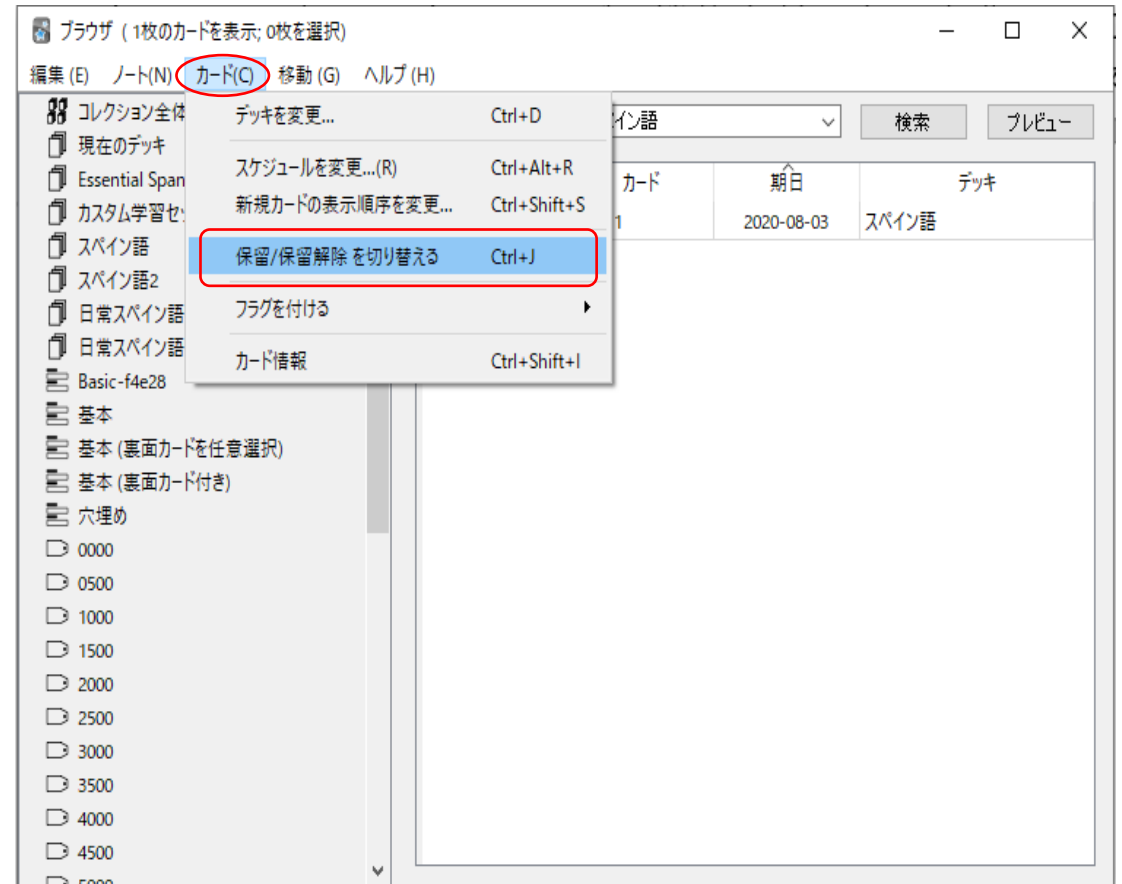 ブラウザ ( 1枚のカードを表示; 0枚を選択)
編集 (E) ノート(N) カード(C) 移動 (G) ヘルプ (H)
コレクション全体
現在のデッキ
Essential Span
カスタム学習セ
スペイン語
スペイン語2
日常スペイン語
日常スペイン語
Basic-f4e28
基本
基本 (裏面カードを任意選択)
基本 (裏面カード付き)
穴埋め
0000
0500
1000
1500
2000
2500
3000
3500
4000
4500
デッキを変更... Ctrl+D
スケジュールを変更...(R) Ctrl+Alt+R
新規カードの表示順序を変更... Ctrl+Shift+S
保留/保留解除 を切り替える Ctrl+J
フラグを付ける
カード情報 Ctrl+Shift+I
イン語 検索 プレビュー
カード 期日 デッキ
1 2020-08-03 スペイン語